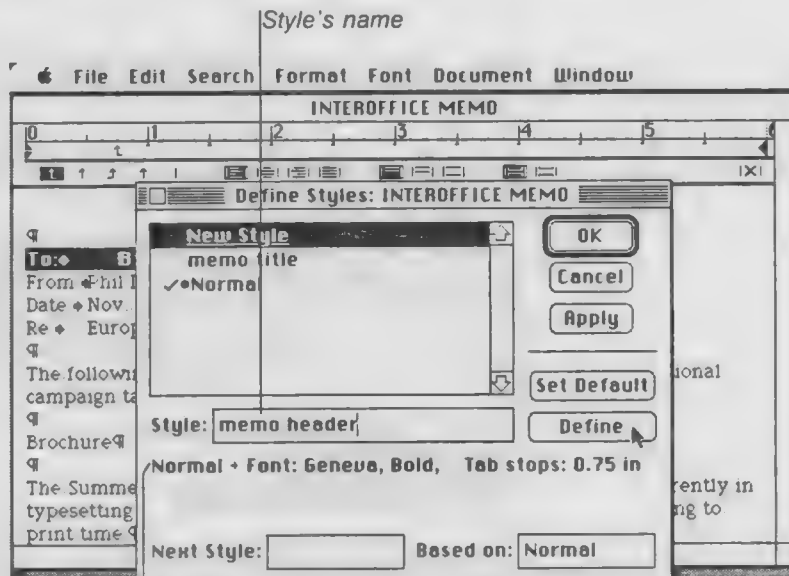 Style's name
File Edit Search Format Font Document Window
INTEROFFICE MEMO
0 1 2 3 4 5 6
Define Styles: INTEROFFICE MEMO
¶
New Style
OK
To:
memo title
From Phil
✓•Normal
Cancel
Date Nov.
Re Europ
Apply
¶
The followin
ional
campaign ta
Set Default
¶
Style: memo header
Define
Brochure¶
¶
Normal + Font: Geneva, Bold, Tab stops: 0.75 in
The Summe
rently in
typesetting
ng to
print time ¶
Next Style:
Based on: Normal